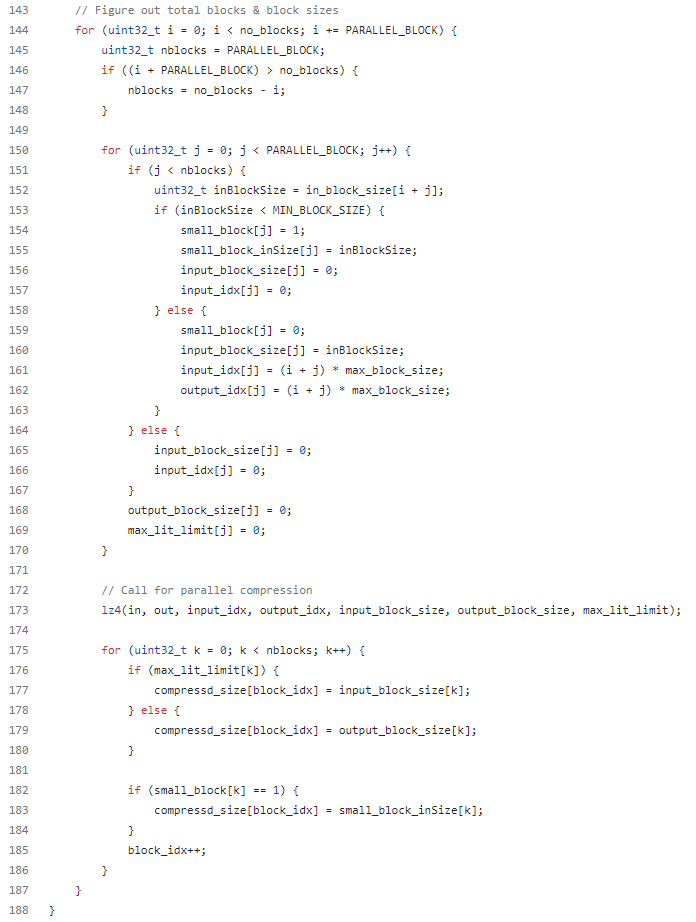 143 // Figure out total blocks & block sizes
144 for (uint32_t i = 0; i < no_blocks; i += PARALLEL_BLOCK) {
145 uint32_t nblocks = PARALLEL_BLOCK;
146 if ((i + PARALLEL_BLOCK) > no_blocks) {
147 nblocks = no_blocks - i;
148 }
149
150 for (uint32_t j = 0; j < PARALLEL_BLOCK; j++) {
151 if (j < nblocks) {
152 uint32_t inBlockSize = in_block_size[i + j];
153 if (inBlockSize < MIN_BLOCK_SIZE) {
154 small_block[j] = 1;
155 small_block_inSize[j] = inBlockSize;
156 input_block_size[j] = 0;
157 input_idx[j] = 0;
158 } else {
159 small_block[j] = 0;
160 input_block_size[j] = inBlockSize;
161 input_idx[j] = (i + j) * max_block_size;
162 output_idx[j] = (i + j) * max_block_size;
163 }
164 } else {
165 input_block_size[j] = 0;
166 input_idx[j] = 0;
167 }
168 output_block_size[j] = 0;
169 max_lit_limit[j] = 0;
170 }
171
172 // Call for parallel compression
173 lz4(in, out, input_idx, output_idx, input_block_size, output_block_size, max_lit_limit);
174
175 for (uint32_t k = 0; k < nblocks; k++) {
176 if (max_lit_limit[k]) {
177 compressd_size[block_idx] = input_block_size[k];
178 } else {
179 compressd_size[block_idx] = output_block_size[k];
180 }
181
182 if (small_block[k] == 1) {
183 compressd_size[block_idx] = small_block_inSize[k];
184 }
185 block_idx++;
186 }
187 }
188 }